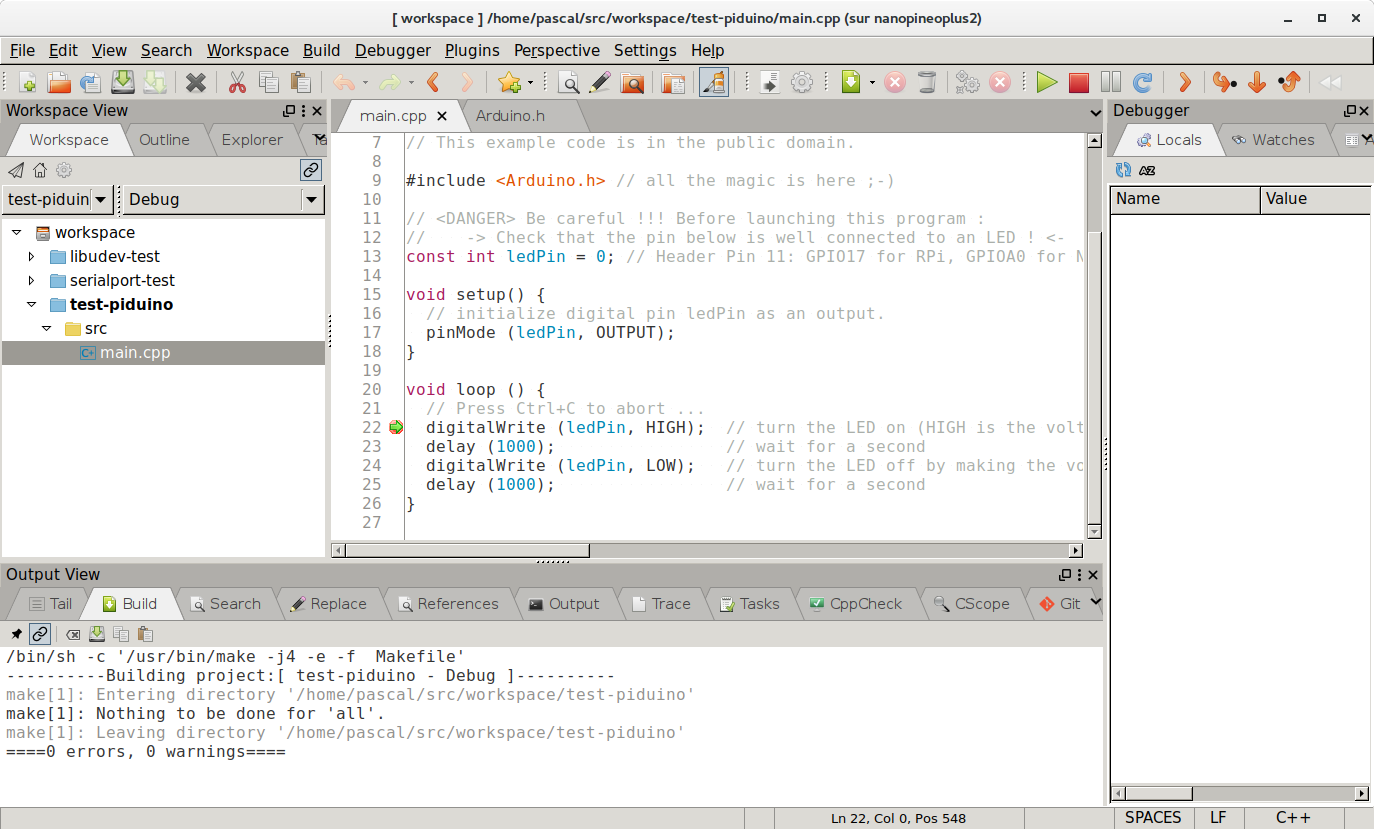 [ workspace ] /home/pascal/src/workspace/test-piduino/main.cpp (sur nanopineoplus2)
File Edit View Search Workspace Build Debugger Plugins Perspective Settings Help
Workspace View
Workspace Outline Explorer Ta
test-piduin Debug
workspace
libudev-test
serialport-test
test-piduino
src
main.cpp
main.cpp Arduino.h
7 // This example code is in the public domain.
8
9 #include <Arduino.h> // all the magic is here ;-)
10
11 // <DANGER> Be careful !!! Before launching this program :
12 //    -> Check that the pin below is well connected to an LED ! <-
13 const int ledPin = 0; // Header Pin 11: GPIO17 for RPi, GPIOA0 for N
14
15 void setup() {
16   // initialize digital pin ledPin as an output.
17   pinMode (ledPin, OUTPUT);
18 }
19
20 void loop () {
21   // Press Ctrl+C to abort ...
22   digitalWrite (ledPin, HIGH);  // turn the LED on (HIGH is the volt
23   delay (1000);                 // wait for a second
24   digitalWrite (ledPin, LOW);   // turn the LED off by making the vo
25   delay (1000);                 // wait for a second
26 }
27
Debugger
Locals Watches A
AZ
Name Value
Output View
Tail Build Search Replace References Output Trace Tasks CppCheck CScope Git
/bin/sh -c '/usr/bin/make -j4 -e -f  Makefile'
----------Building project:[ test-piduino - Debug ]----------
make[1]: Entering directory '/home/pascal/src/workspace/test-piduino'
make[1]: Nothing to be done for 'all'.
make[1]: Leaving directory '/home/pascal/src/workspace/test-piduino'
====0 errors, 0 warnings====
Ln 22, Col 0, Pos 548 SPACES LF C++